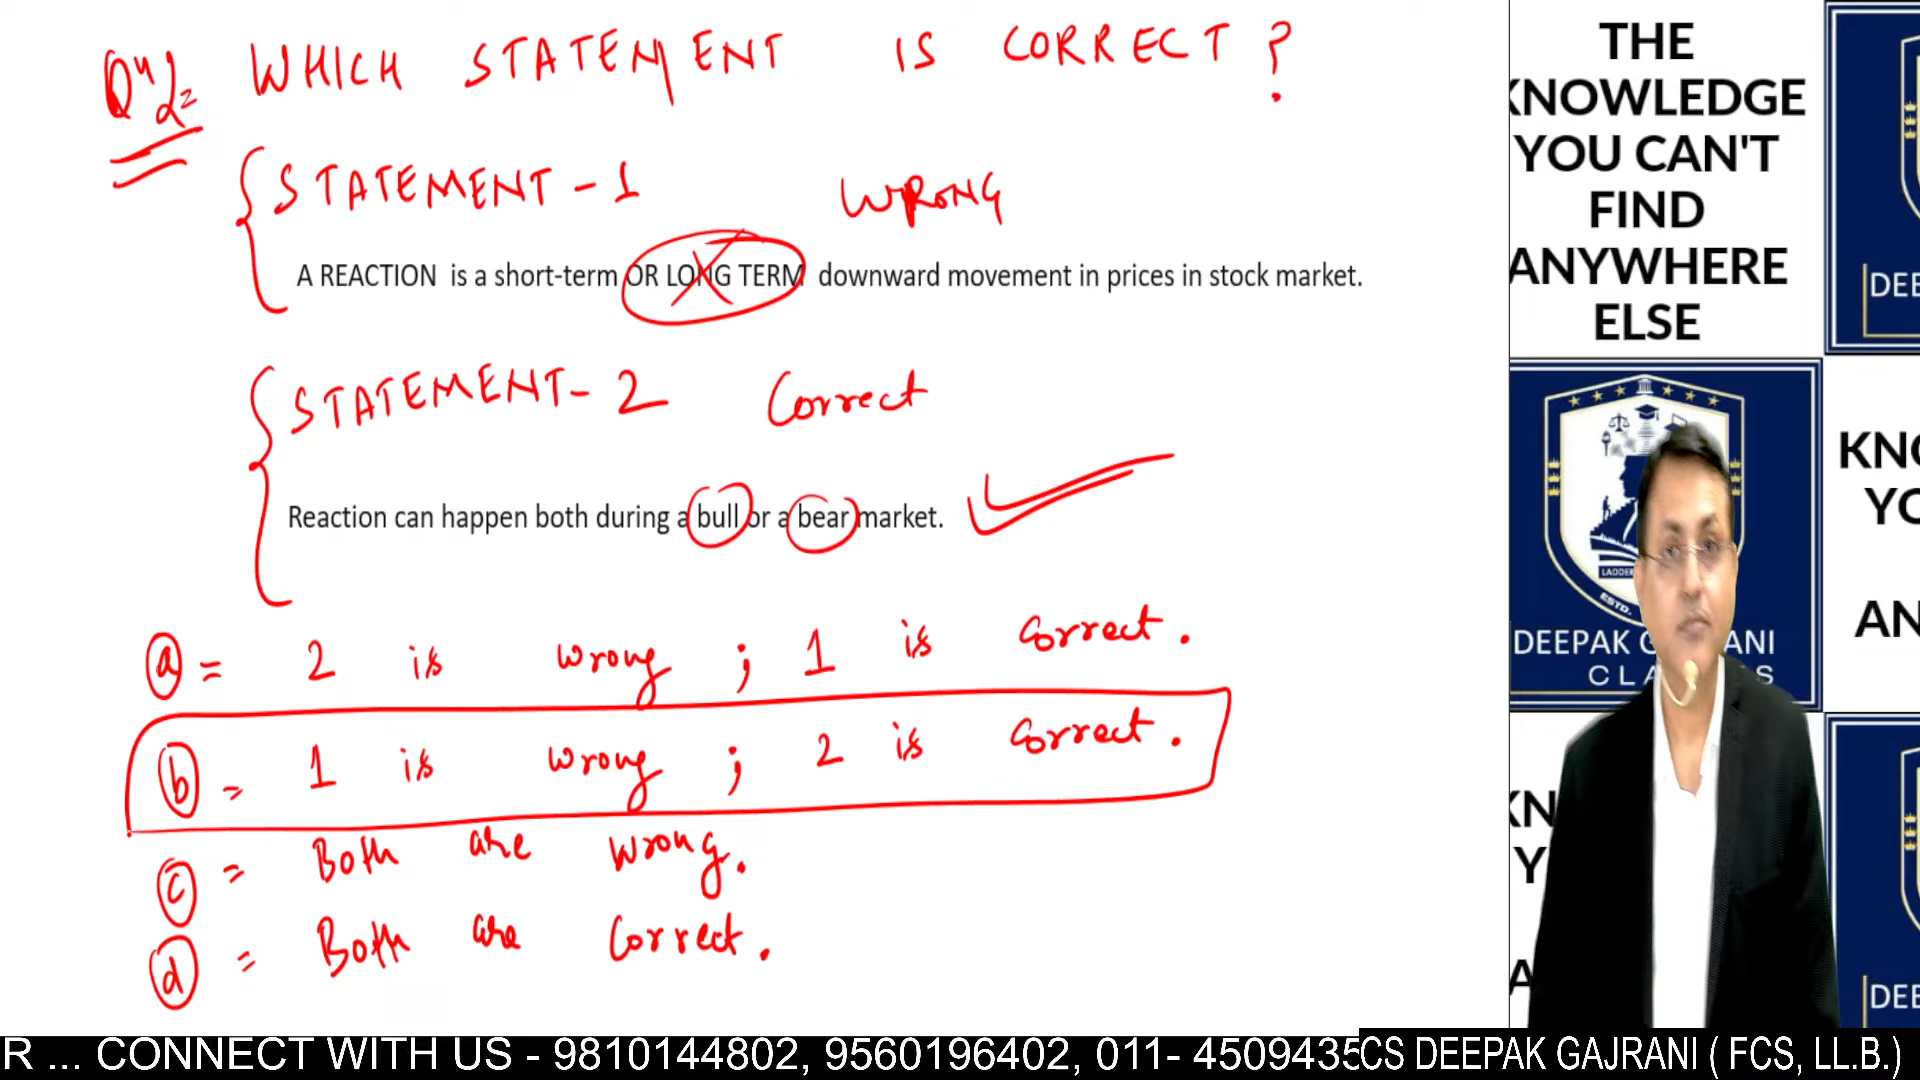 Qn 2= WHICH STATEMENT IS CORRECT ?
STATEMENT - 1 WRONG
A REACTION is a short-term OR LONG TERM downward movement in prices in stock market.
STATEMENT - 2 Correct
Reaction can happen both during a bull or a bear market.
a = 2 is wrong ; 1 is correct.
b = 1 is wrong ; 2 is correct.
c = Both are wrong.
d = Both are correct.
THE
KNOWLEDGE
YOU CAN'T
FIND
ANYWHERE
ELSE
DEE
LADDER
ESTD.
DEEPAK G ANI
CLA S
KNO
YO
AN
KN
Y
A
DEE
R ... CONNECT WITH US - 9810144802, 9560196402, 011- 4509435
CS DEEPAK GAJRANI ( FCS, LL.B.)